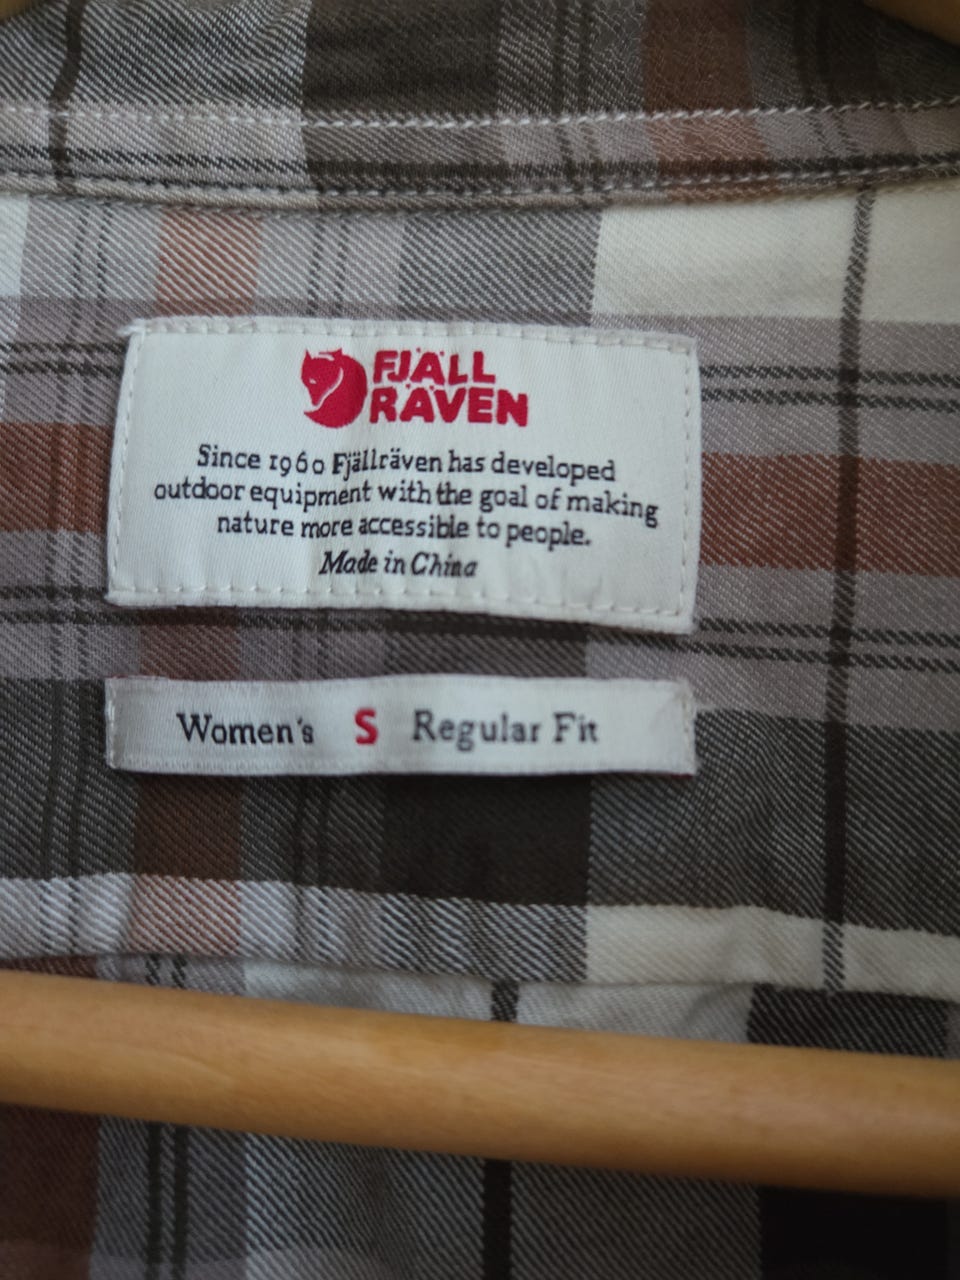 FJÄLL
RÄVEN
Since 1960 Fjällräven has developed
outdoor equipment with the goal of making
nature more accessible to people.
Made in China
Women's S Regular Fit